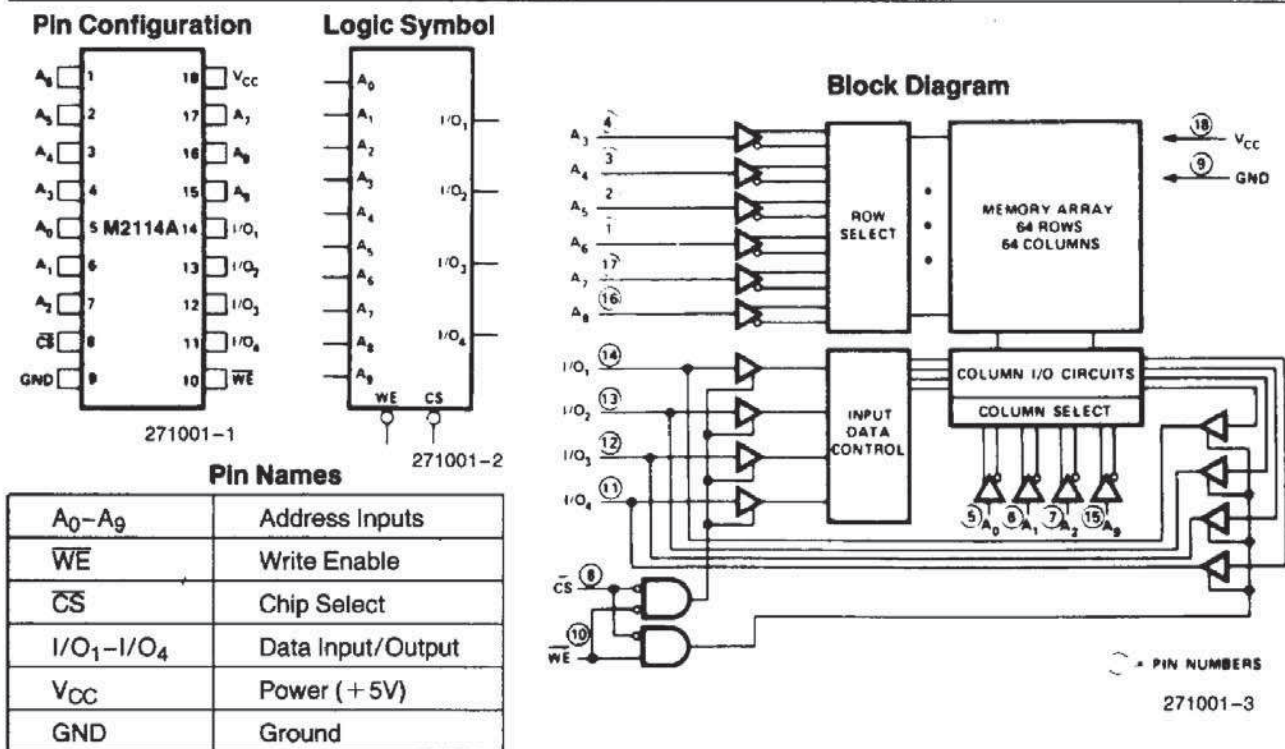 Pin Configuration
A6 1 18 VCC
A5 2 17 A7
A4 3 16 A8
A3 4 15 A9
A0 5 M2114A 14 I/O1
A1 6 13 I/O2
A2 7 12 I/O3
C̅S̅ 8 11 I/O4
GND 9 10 W̅E̅
271001-1
Logic Symbol
A0
A1
A2
A3
A4
A5
A6
A7
A8
A9
I/O1
I/O2
I/O3
I/O4
WE CS
271001-2
Pin Names
A0–A9 Address Inputs
W̅E̅ Write Enable
C̅S̅ Chip Select
I/O1–I/O4 Data Input/Output
VCC Power (+5V)
GND Ground
Block Diagram
A3 4
A4 3
A5 2
A6 1
A7 17
A8 16
ROW
SELECT
MEMORY ARRAY
64 ROWS
64 COLUMNS
18 VCC
9 GND
I/O1 14
I/O2 13
I/O3 12
I/O4 11
INPUT
DATA
CONTROL
COLUMN I/O CIRCUITS
COLUMN SELECT
5 A0 6 A1 7 A2 15 A9
C̅S̅ 8
W̅E̅ 10
= PIN NUMBERS
271001-3